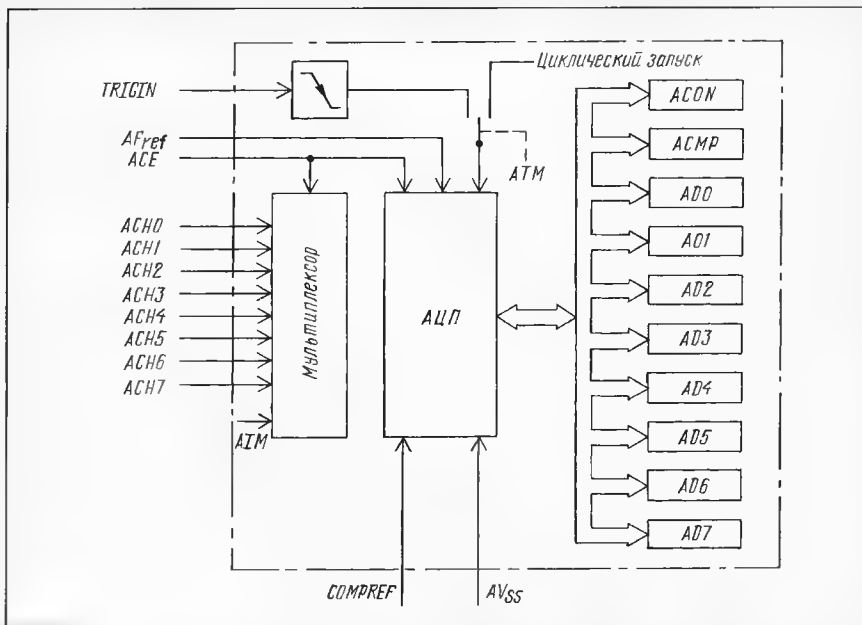 Циклический запуск
TRIGIN
ACON
AFref
ACE
ATM
ACMP
AD0
ACH0
ACH1
ACH2
ACH3
ACH4
ACH5
ACH6
ACH7
AIM
Мультиплексор
АЦП
AD1
AD2
AD3
AD4
AD5
AD6
AD7
COMPREF
AVSS